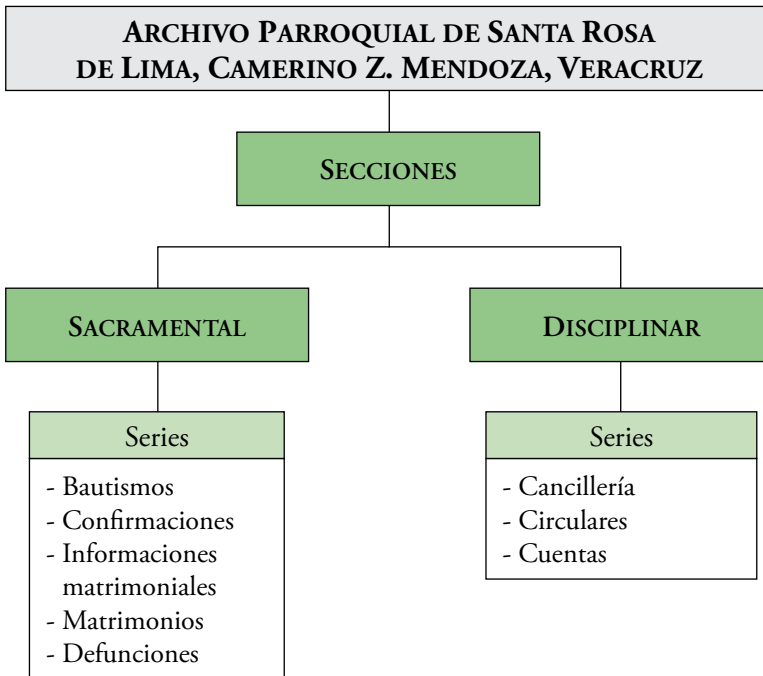 ARCHIVO PARROQUIAL DE SANTA ROSA
DE LIMA, CAMERINO Z. MENDOZA, VERACRUZ
SECCIONES
SACRAMENTAL
DISCIPLINAR
Series
- Bautismos
- Confirmaciones
- Informaciones
matrimoniales
- Matrimonios
- Defunciones
Series
- Cancillería
- Circulares
- Cuentas